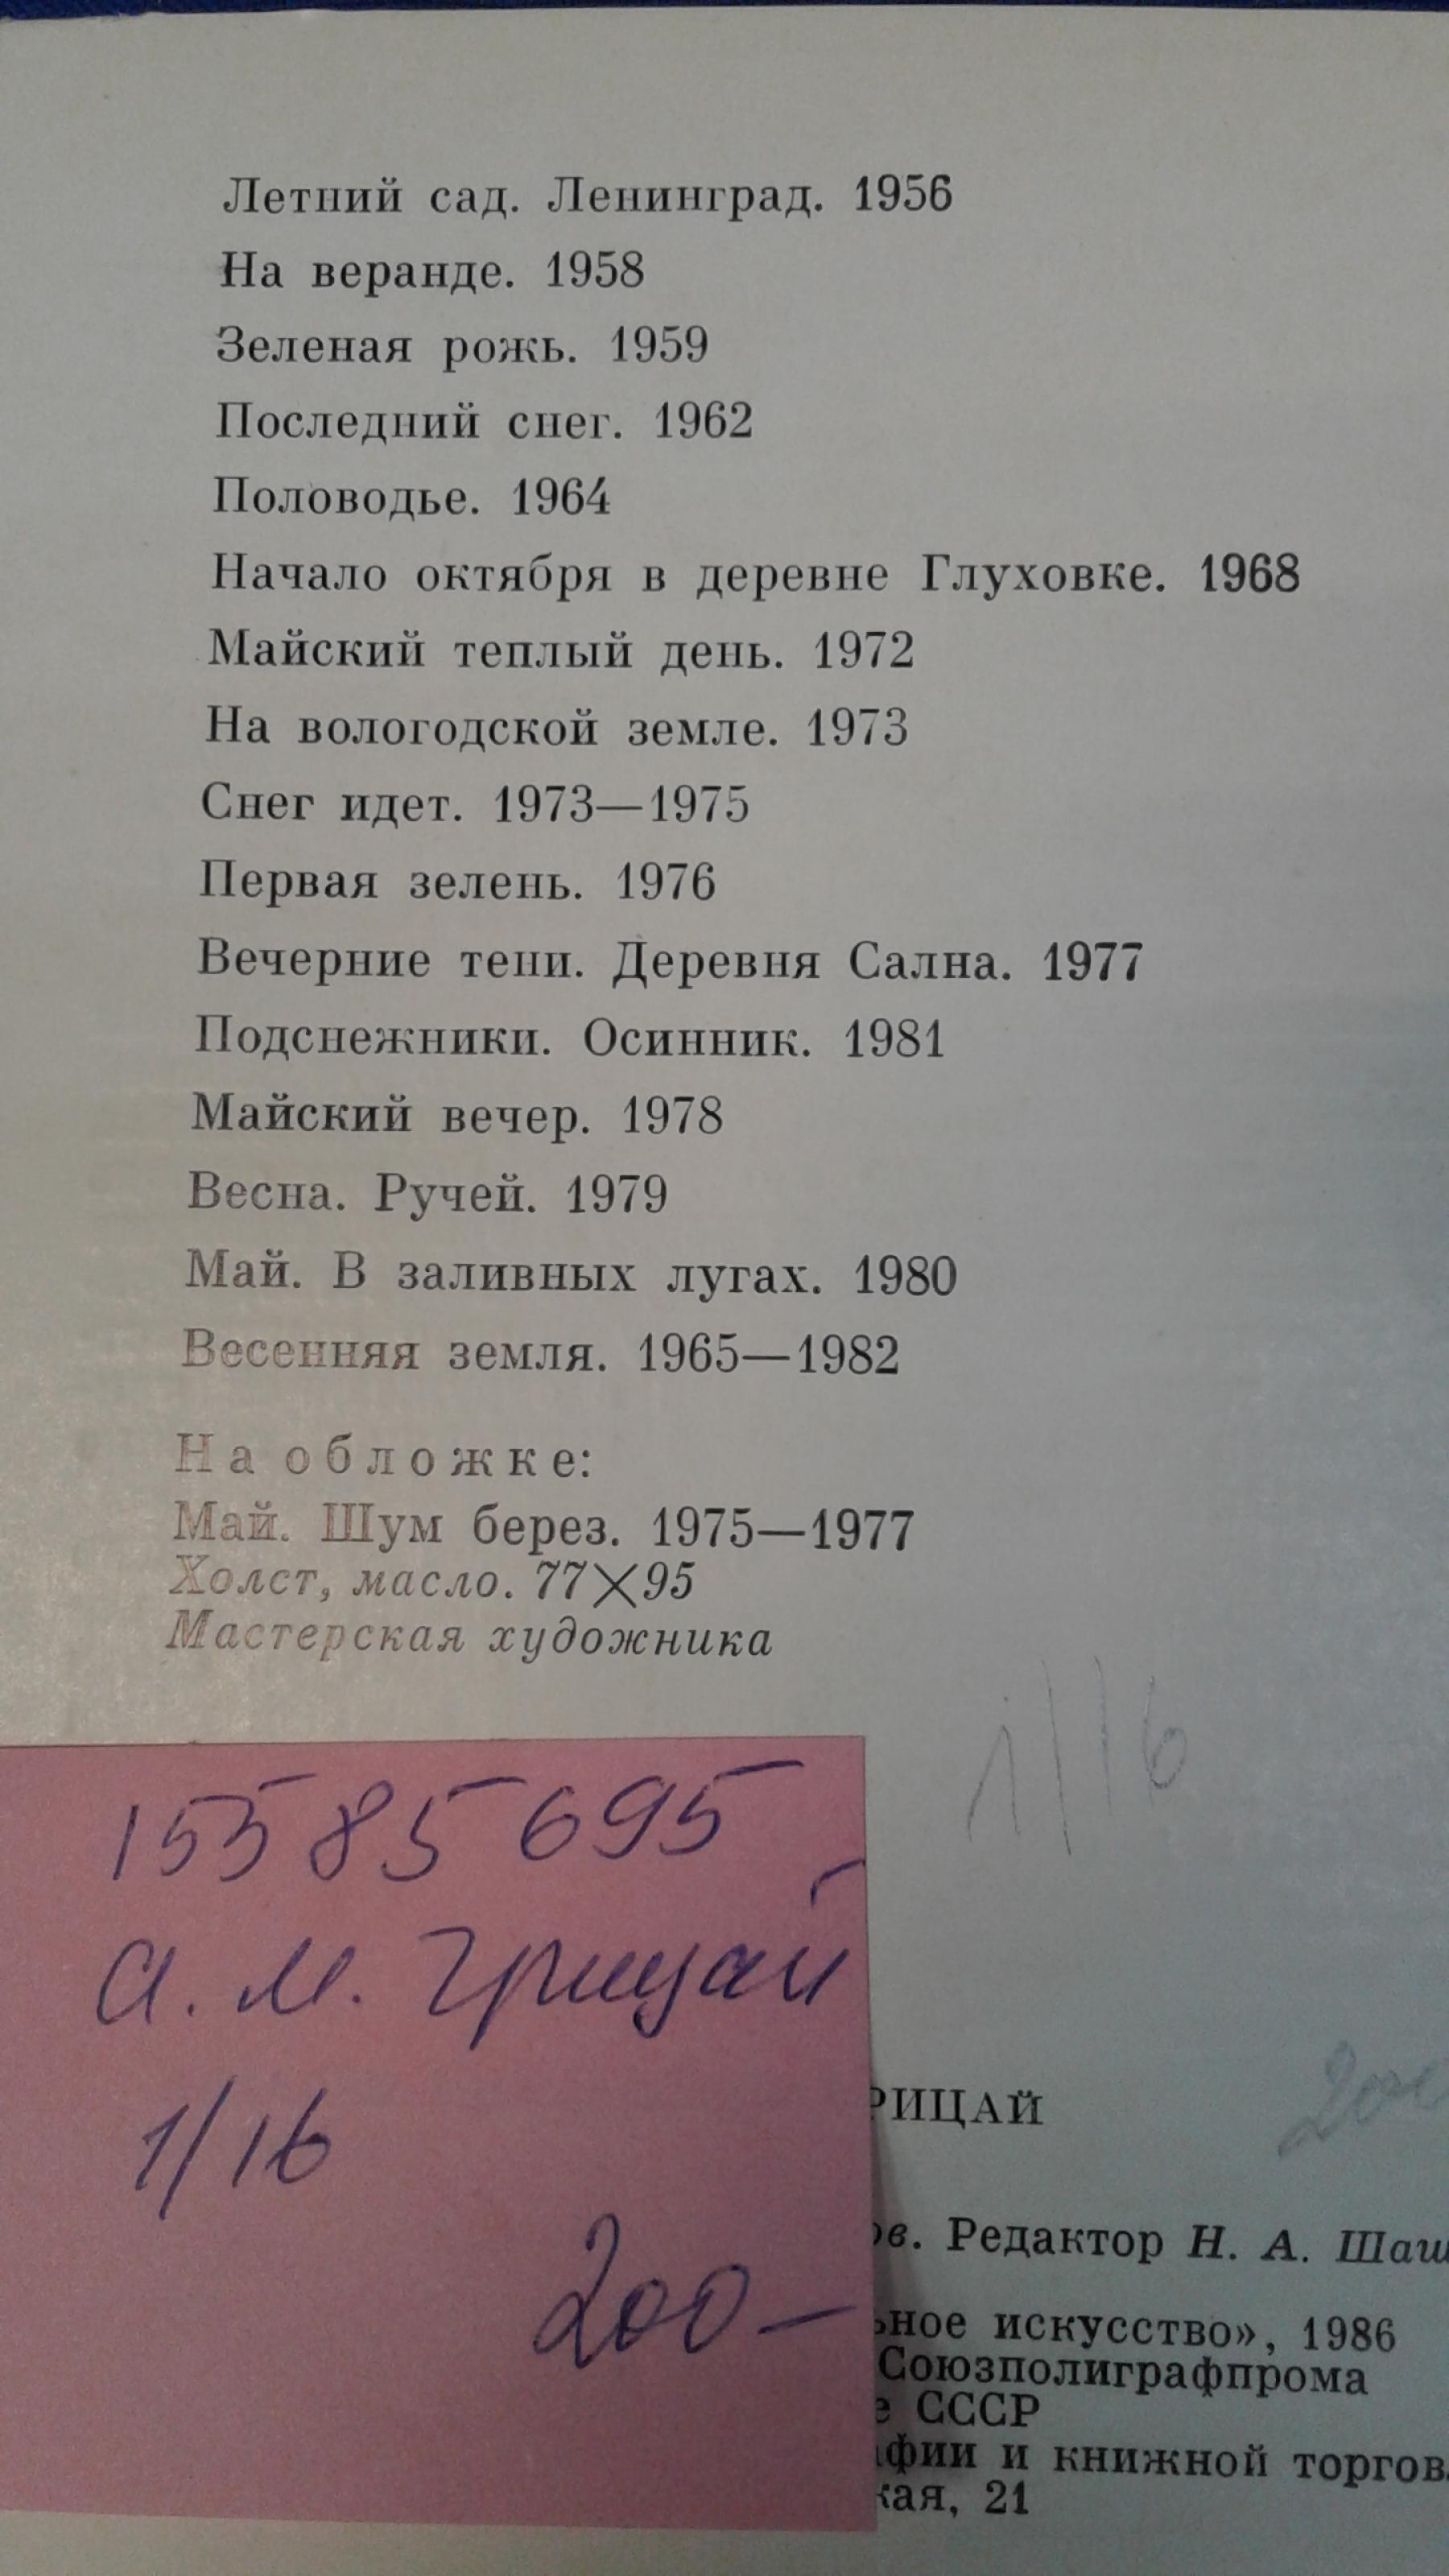 Летний сад. Ленинград. 1956
На веранде. 1958
Зеленая рожь. 1959
Последний снег. 1962
Половодье. 1964
Начало октября в деревне Глуховке. 1968
Майский теплый день. 1972
На вологодской земле. 1973
Снег идет. 1973—1975
Первая зелень. 1976
Вечерние тени. Деревня Сална. 1977
Подснежники. Осинник. 1981
Майский вечер. 1978
Весна. Ручей. 1979
Май. В заливных лугах. 1980
Весенняя земля. 1965—1982
На обложке:
Май. Шум берез. 1975—1977
Холст, масло. 77×95
Мастерская художника
1/16
15585695
А. М. Грицай
1/16
200—
РИЦАЙ
ов. Редактор Н. А. Шаш
ьное искусство», 1986
Союзполиграфпрома
е СССР
афии и книжной торгов
кая, 21